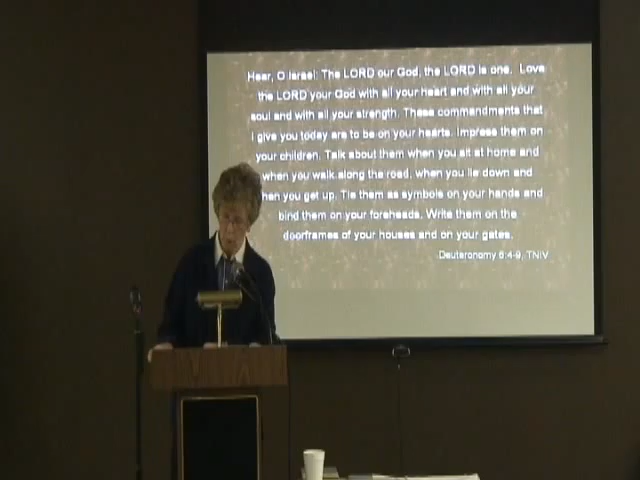 Hear, O Israel: The LORD our God, the LORD is one. Love
the LORD your God with all your heart and with all your
soul and with all your strength. These commandments that
I give you today are to be on your hearts. Impress them on
your children. Talk about them when you sit at home and
when you walk along the road, when you lie down and
when you get up. Tie them as symbols on your hands and
bind them on your foreheads. Write them on the
doorframes of your houses and on your gates.
Deuteronomy 6:4-9, TNIV